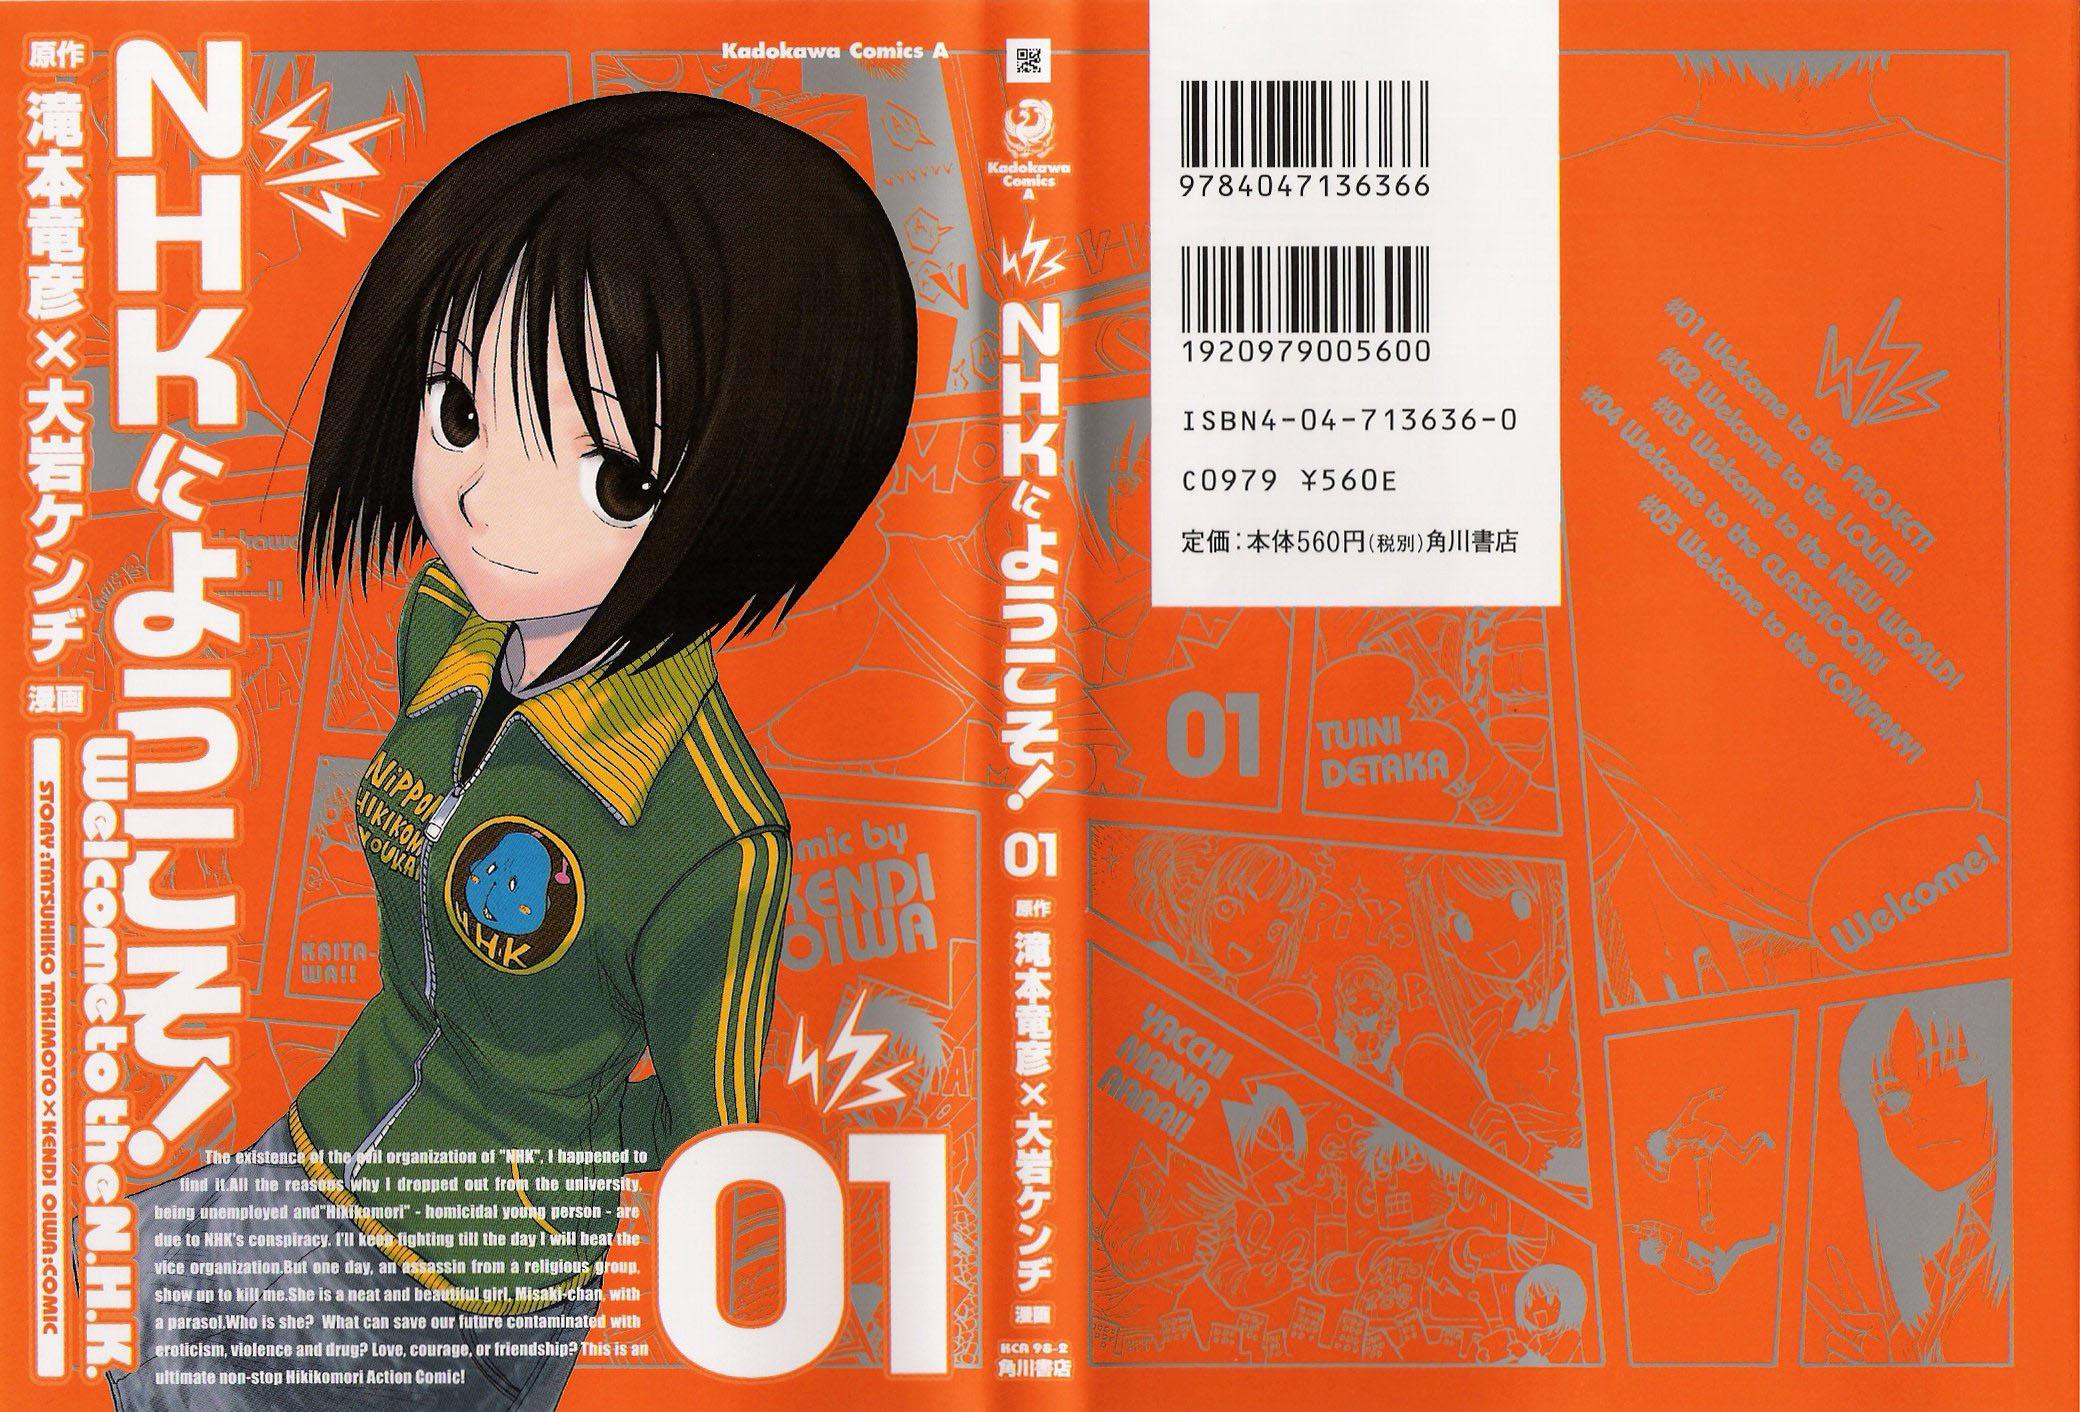 原作
滝本竜彦×大岩ケンヂ
漫画
NHKにようこそ!
Welcome to the N.H.K.
STORY:TATSUHIKO TAKIMOTO×KENDI OIWA:COMIC
Kadokawa Comics A
NIPPON
HIKIKOM
YOUKAI
N.H.K
KAITA-
WA!!
mic by
KENDI
OIWA
The existence of the evil organization of "NHK", I happened to
find it.All the reasons why I dropped out from the university,
being unemployed and"Hikikomori" - homicidal young person - are
due to NHK's conspiracy. I'll keep fighting till the day I will beat the
vice organization.But one day, an assassin from a religious group,
show up to kill me.She is a neat and beautiful girl, Misaki-chan, with
a parasol.Who is she? What can save our future contaminated with
eroticism, violence and drug? Love, courage, or friendship? This is an
ultimate non-stop Hikikomori Action Comic!
01
Kadokawa
Comics
A
NHKにようこそ!
01
原作
滝本竜彦×大岩ケンヂ
漫画
KCA 98-2
角川書店
9784047136366
1920979005600
ISBN4-04-713636-0
C0979 ¥560E
定価:本体560円(税別)角川書店
#01 Welcome to the PROJECT!
#02 Welcome to the LOLITA!
#03 Welcome to the NEW WORLD!
#04 Welcome to the CLASSROOM!
#05 Welcome to the COMPANY!
Welcome!
01
TUINI
DETAKA
YACCHI
MAINA
AAAA!!